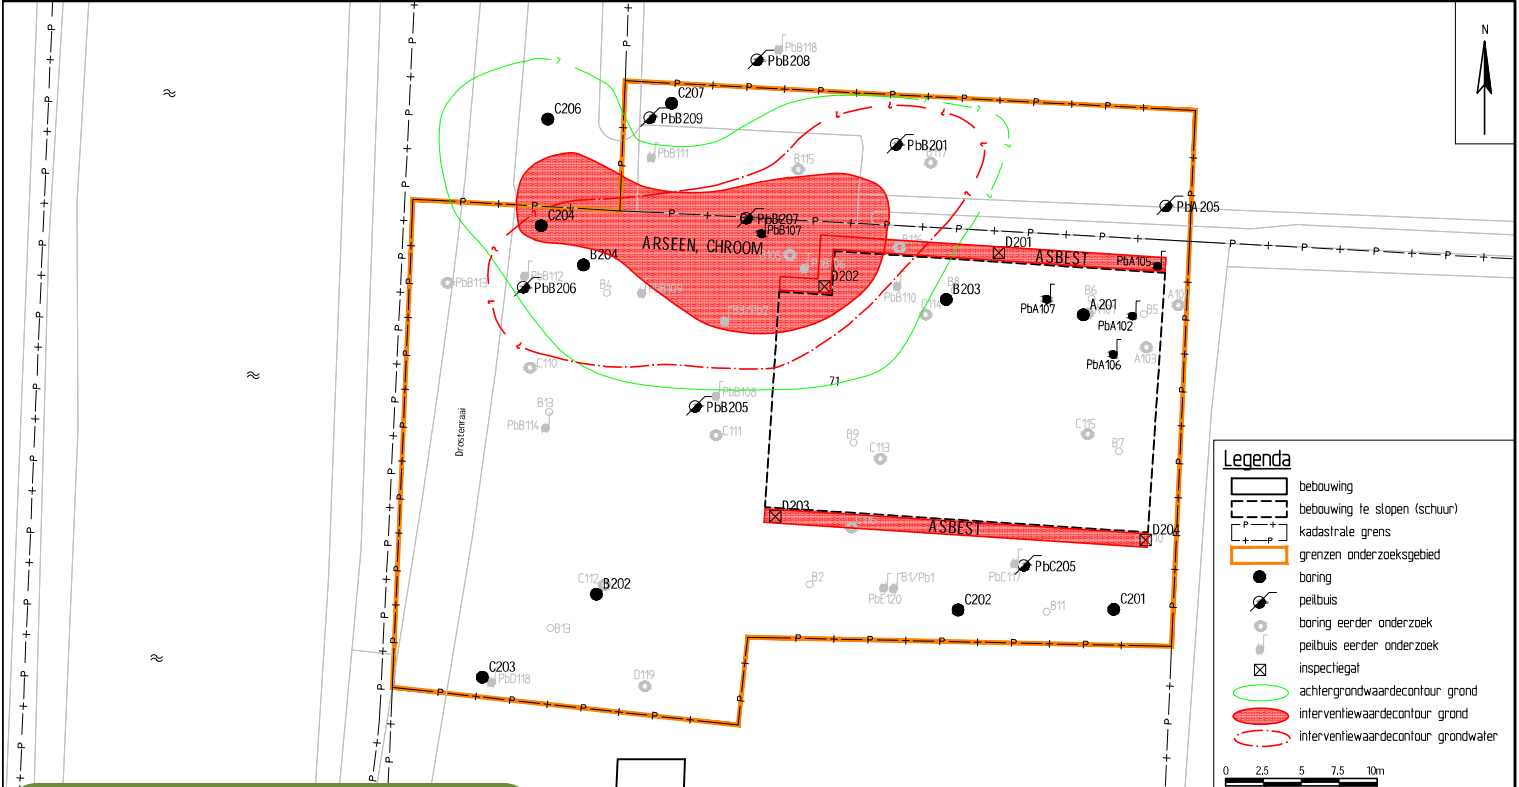 N
PbB118
PbB208
C207
C206
PbB209
PbB111
B115
PbB201
PbA205
C204
PbB207
PbB107
ARSEEN, CHROOM
B116
D201
ASBEST
PbA105
B204
PbB112
PbB113
PbB206
B4
D202
PbB110
B8
B203
C114
PbA107
B6
A201
PbA102
B5
A103
PbA106
C110
71
B13
PbB108
PbB205
PbB114
C111
Drostenraai
B9
C113
C115
B7
D203
ASBEST
D204
C112
B202
B2
B1/Pb1
PbE120
PbC117
PbC205
C202
B11
C201
B13
C203
PbD118
D119
Legenda
bebouwing
bebouwing te slopen (schuur)
kadastrale grens
grenzen onderzoeksgebied
boring
peilbuis
boring eerder onderzoek
peilbuis eerder onderzoek
inspectiegat
achtergrondwaardecontour grond
interventiewaardecontour grond
interventiewaardecontour grondwater
0 2.5 5 7.5 10m